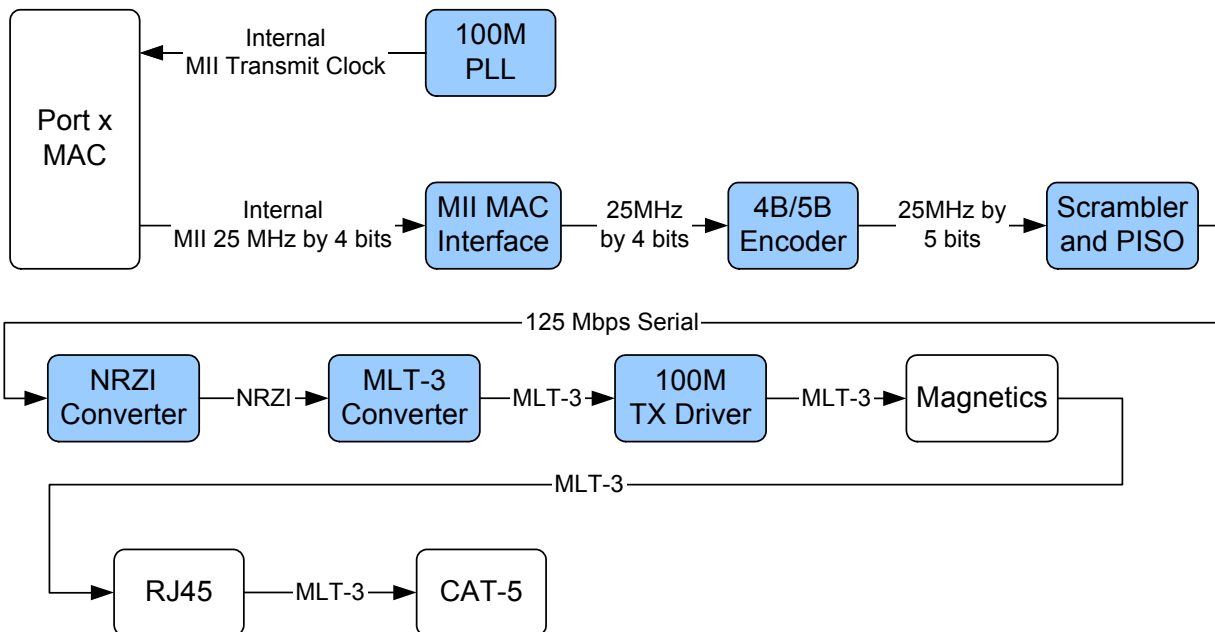 Port x
MAC
Internal
MII Transmit Clock
100M
PLL
Internal
MII 25 MHz by 4 bits
MII MAC
Interface
25MHz
by 4 bits
4B/5B
Encoder
25MHz by
5 bits
Scrambler
and PISO
125 Mbps Serial
NRZI
Converter
NRZI
MLT-3
Converter
MLT-3
100M
TX Driver
MLT-3
Magnetics
MLT-3
RJ45
MLT-3
CAT-5